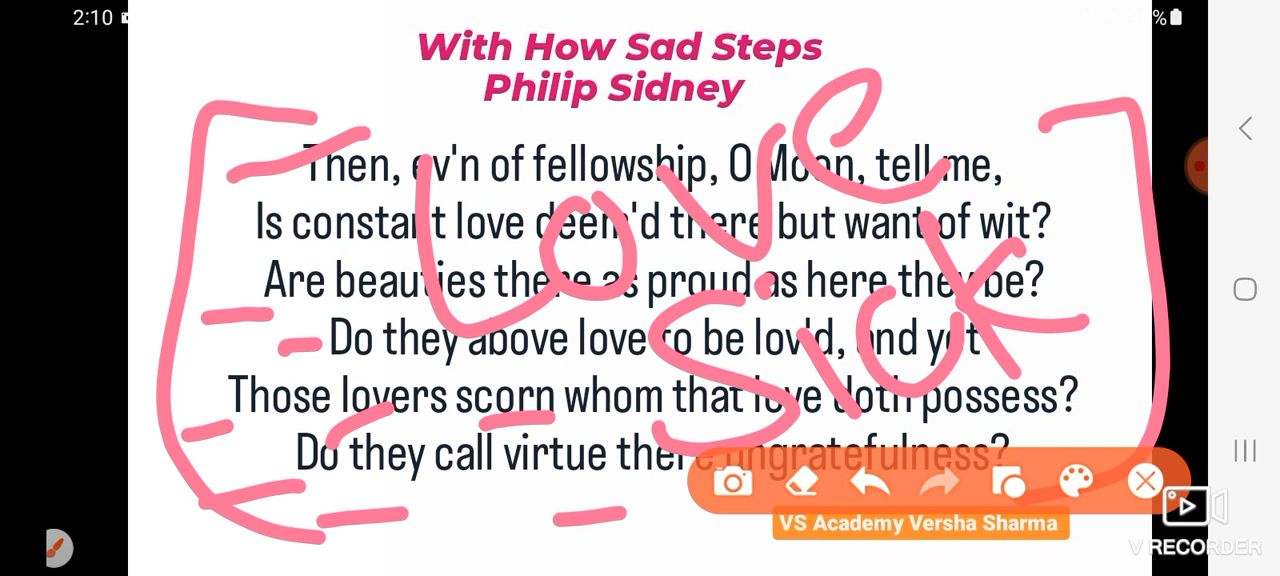 2:10
%
With How Sad Steps
Philip Sidney
Then, ev'n of fellowship, O Moon, tell me,
Is constant love deem'd there but want of wit?
Are beauties there as proud as here they be?
Do they above love to be lov'd, and yet
Those lovers scorn whom that love doth possess?
Do they call virtue there ungratefulness?
Love
Sick
VS Academy Versha Sharma
V RECORDER